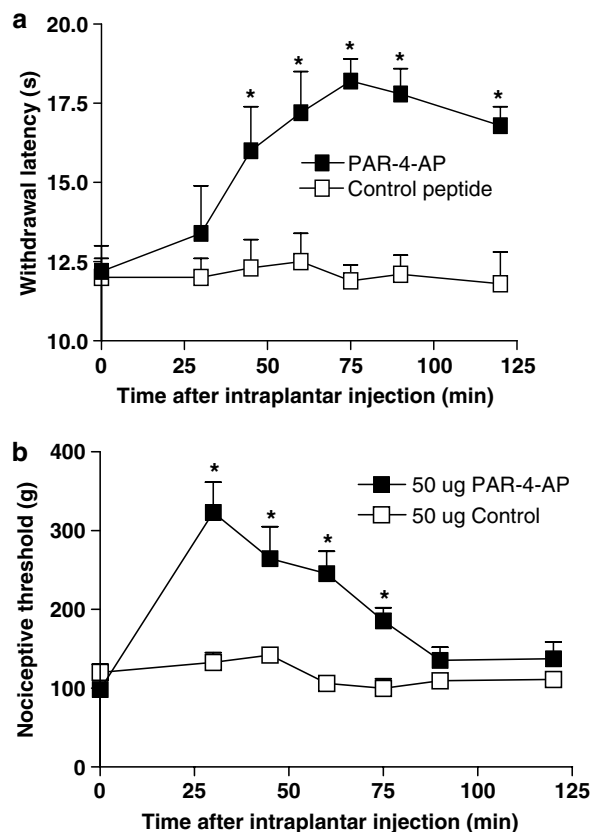 a
20.0
17.5
15.0
12.5
10.0
Withdrawal latency (s)
* * * * *
PAR-4-AP
Control peptide
0 25 50 75 100 125
Time after intraplantar injection (min)
b
400
300
200
100
0
Nociceptive threshold (g)
* * * *
50 ug PAR-4-AP
50 ug Control
0 25 50 75 100 125
Time after intraplantar injection (min)